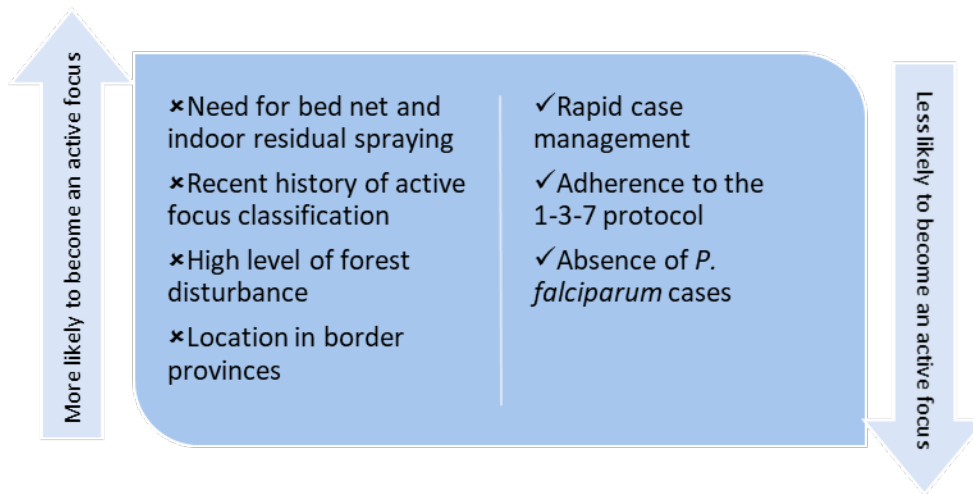 More likely to become an active focus
×Need for bed net and
indoor residual spraying
×Recent history of active
focus classification
×High level of forest
disturbance
×Location in border
provinces
✓Rapid case
management
✓Adherence to the
1-3-7 protocol
✓Absence of P.
falciparum cases
Less likely to become an active focus